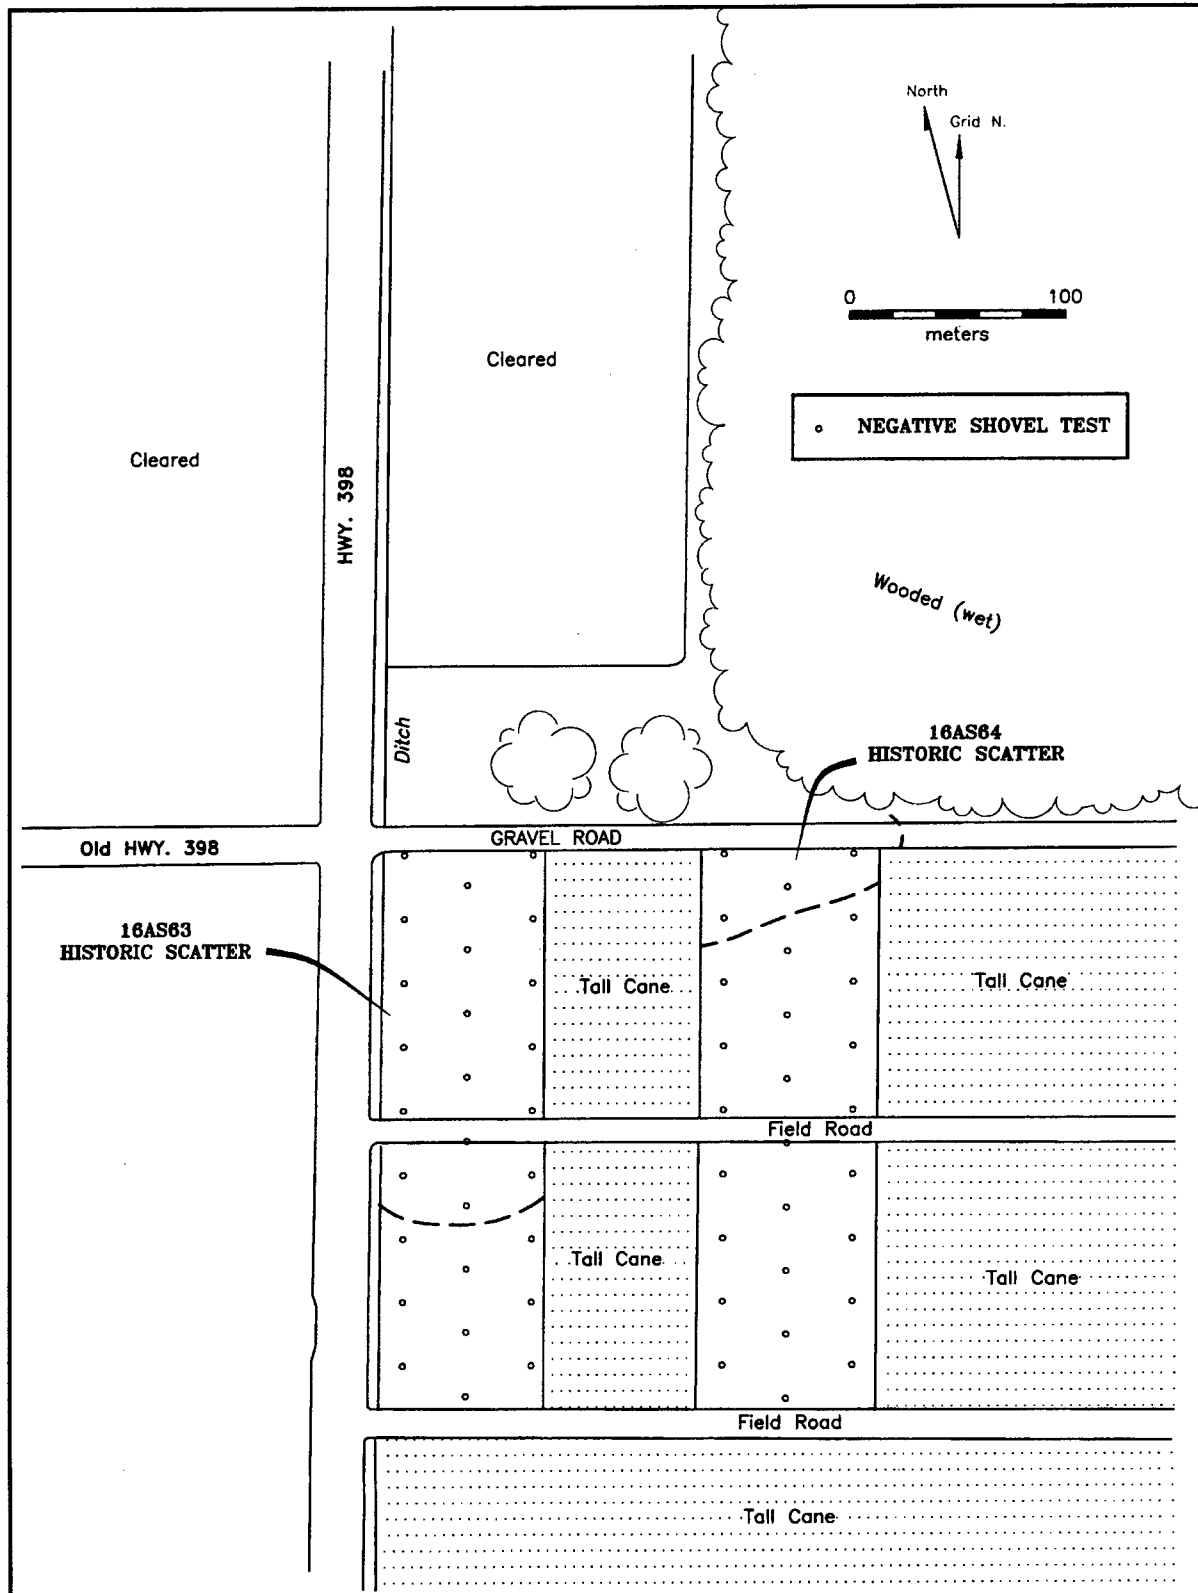 North
Grid N.
0 100
meters
Cleared
NEGATIVE SHOVEL TEST
Cleared
HWY. 398
Wooded (wet)
Ditch
16AS64
HISTORIC SCATTER
GRAVEL ROAD
Old HWY. 398
16AS63
HISTORIC SCATTER
Tall Cane
Tall Cane
Field Road
Tall Cane
Tall Cane
Field Road
Tall Cane